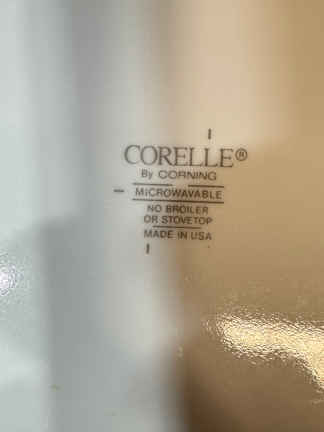 CORELLE®
By CORNING
MICROWAVABLE
NO BROILER
OR STOVETOP
MADE IN USA